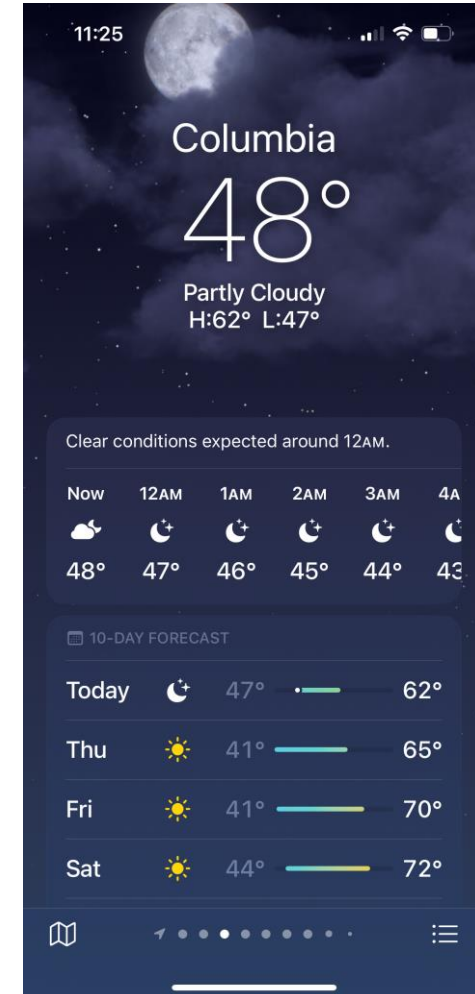 11:25
Columbia
48°
Partly Cloudy
H:62° L:47°
Clear conditions expected around 12AM.
Now 12AM 1AM 2AM 3AM 4A
48° 47° 46° 45° 44° 43
10-DAY FORECAST
Today 47° 62°
Thu 41° 65°
Fri 41° 70°
Sat 44° 72°